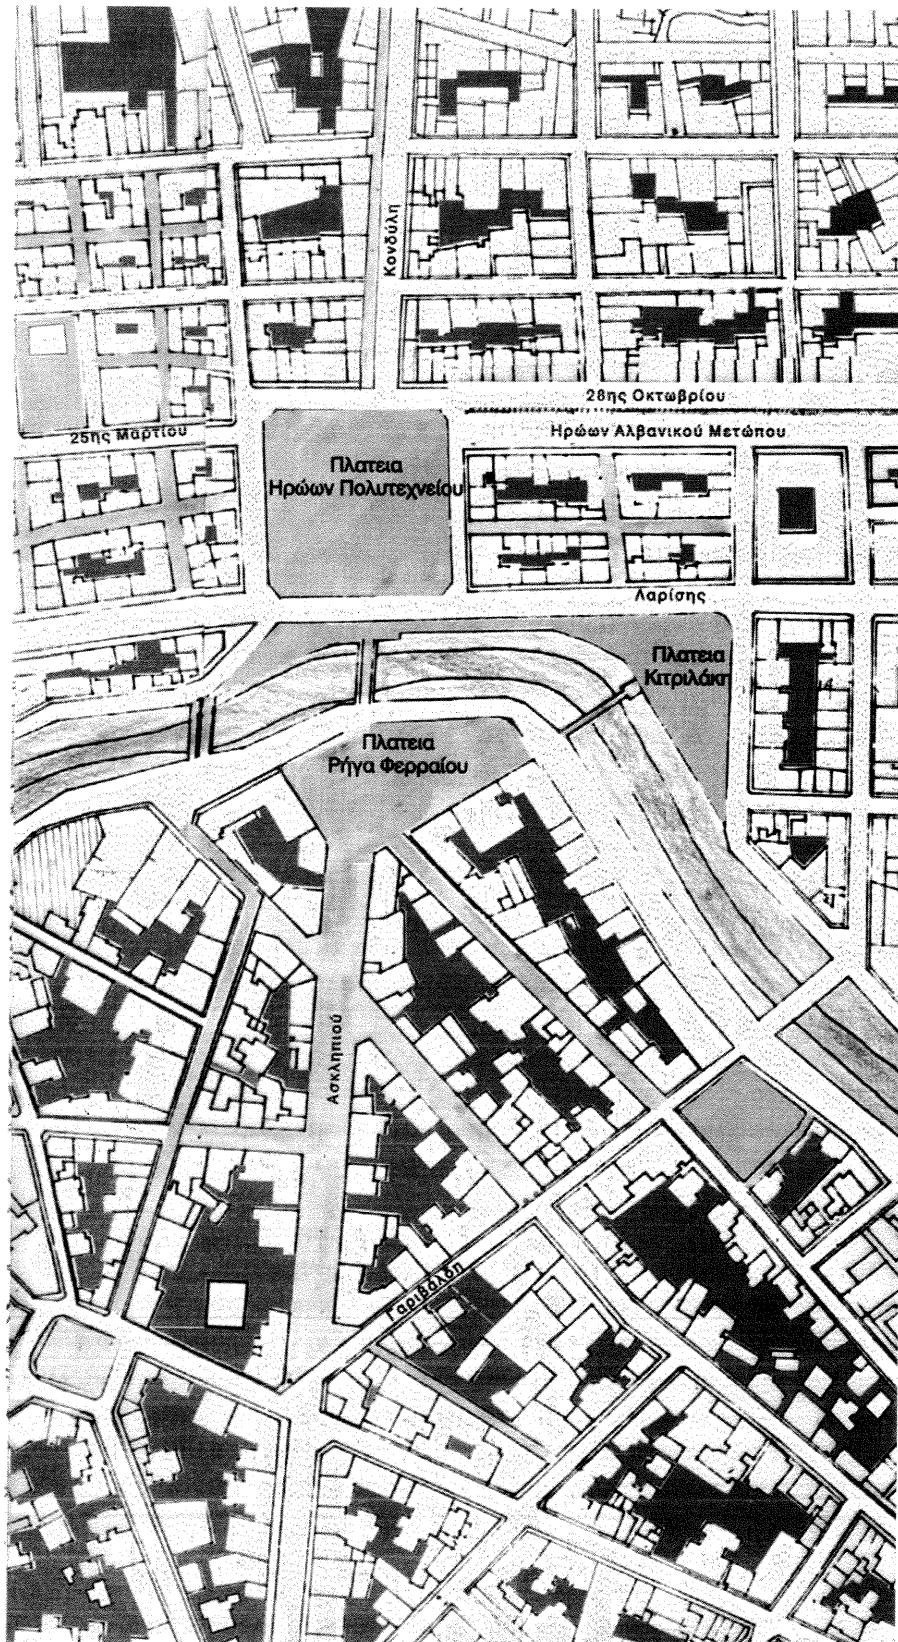 Κονδύλη
28ης Οκτωβρίου
25ης Μαρτίου
Ηρώων Αλβανικού Μετώπου
Πλατεια
Ηρώων Πολυτεχνείου
Λαρίσης
Πλατεια
Κιτριλάκη
Πλατεια
Ρήγα Φερραίου
Ασκληπιού
Γαριβάλδη